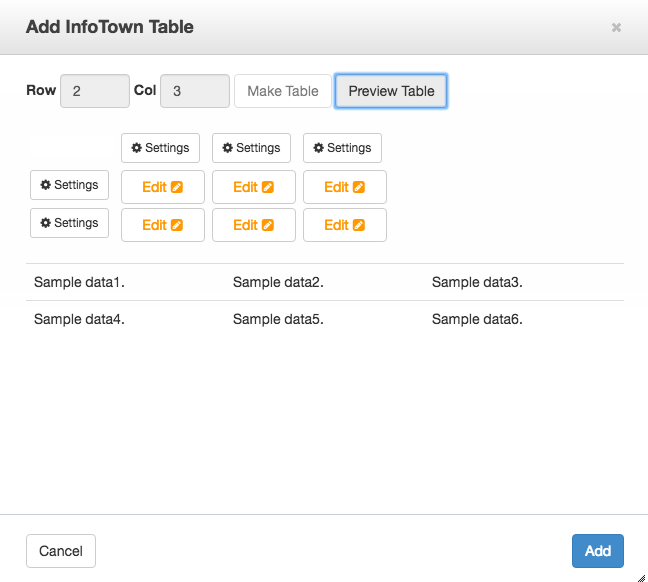 Add InfoTown Table ×
Row 2 Col 3 Make Table Preview Table
Settings Settings Settings
Settings Edit Edit Edit
Settings Edit Edit Edit
Sample data1. Sample data2. Sample data3.
Sample data4. Sample data5. Sample data6.
Cancel Add